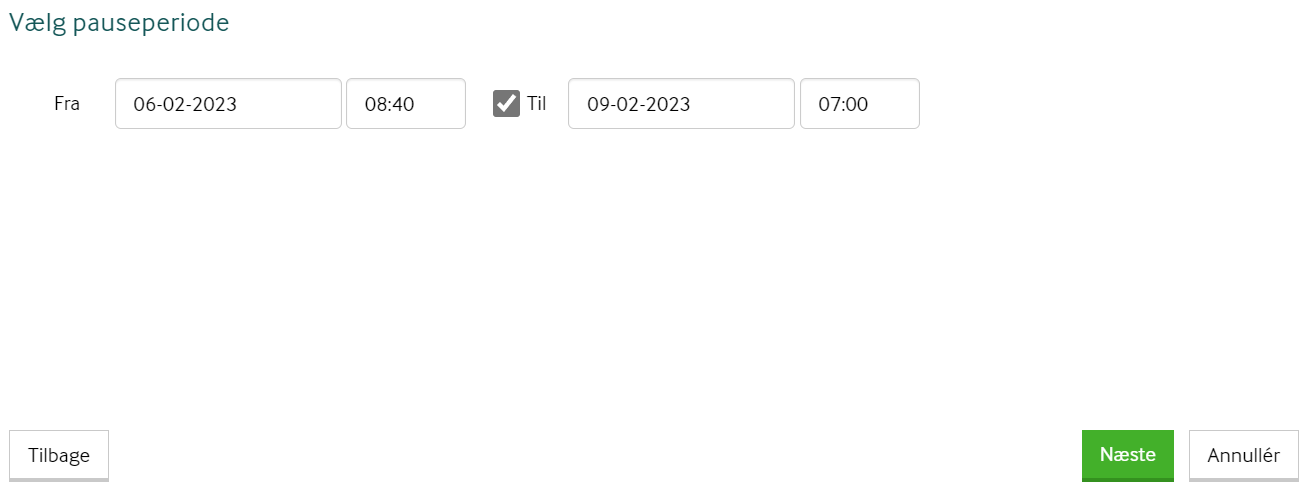 Vælg pauseperiode
Fra 06-02-2023 08:40 Til 09-02-2023 07:00
Tilbage Næste Annullér